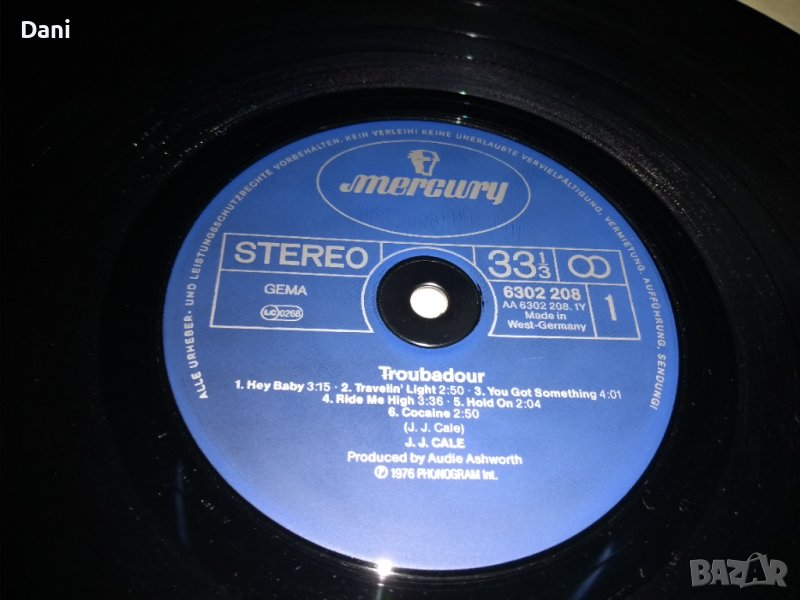 Dani
ALLE URHEBER- UND LEISTUNGSSCHUTZRECHTE VORBEHALTEN. KEIN VERLEIH! KEINE UNERLAUBTE VERVIELFÄLTIGUNG, VERMIETUNG, AUFFÜHRUNG, SENDUNG!
mercury
STEREO
33 1/3
GEMA
LC 0268
6302 208
AA 6302 208.1Y
Made in
West-Germany
1
Troubadour
1. Hey Baby 3:15 · 2. Travelin' Light 2:50 · 3. You Got Something 4:01
4. Ride Me High 3:36 · 5. Hold On 2:04
6. Cocaine 2:50
(J. J. Cale)
J. J. CALE
Produced by Audie Ashworth
℗ 1976 PHONOGRAM Int.
BAZAR